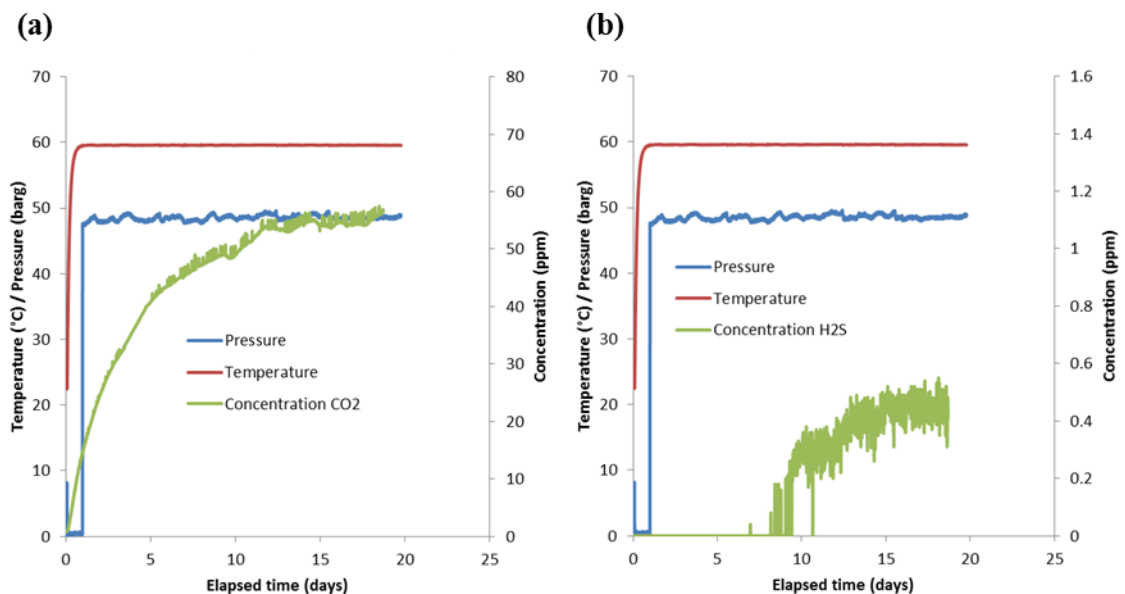 (a)
70
60
50
40
30
20
10
0
Temperature (°C) / Pressure (barg)
80
70
60
50
40
30
20
10
0
Concentration (ppm)
Pressure
Temperature
Concentration CO2
0 5 10 15 20 25
Elapsed time (days)
(b)
70
60
50
40
30
20
10
0
Temperature (°C) / Pressure (barg)
1.6
1.4
1.2
1
0.8
0.6
0.4
0.2
0
Concentration (ppm)
Pressure
Temperature
Concentration H2S
0 5 10 15 20 25
Elapsed time (days)